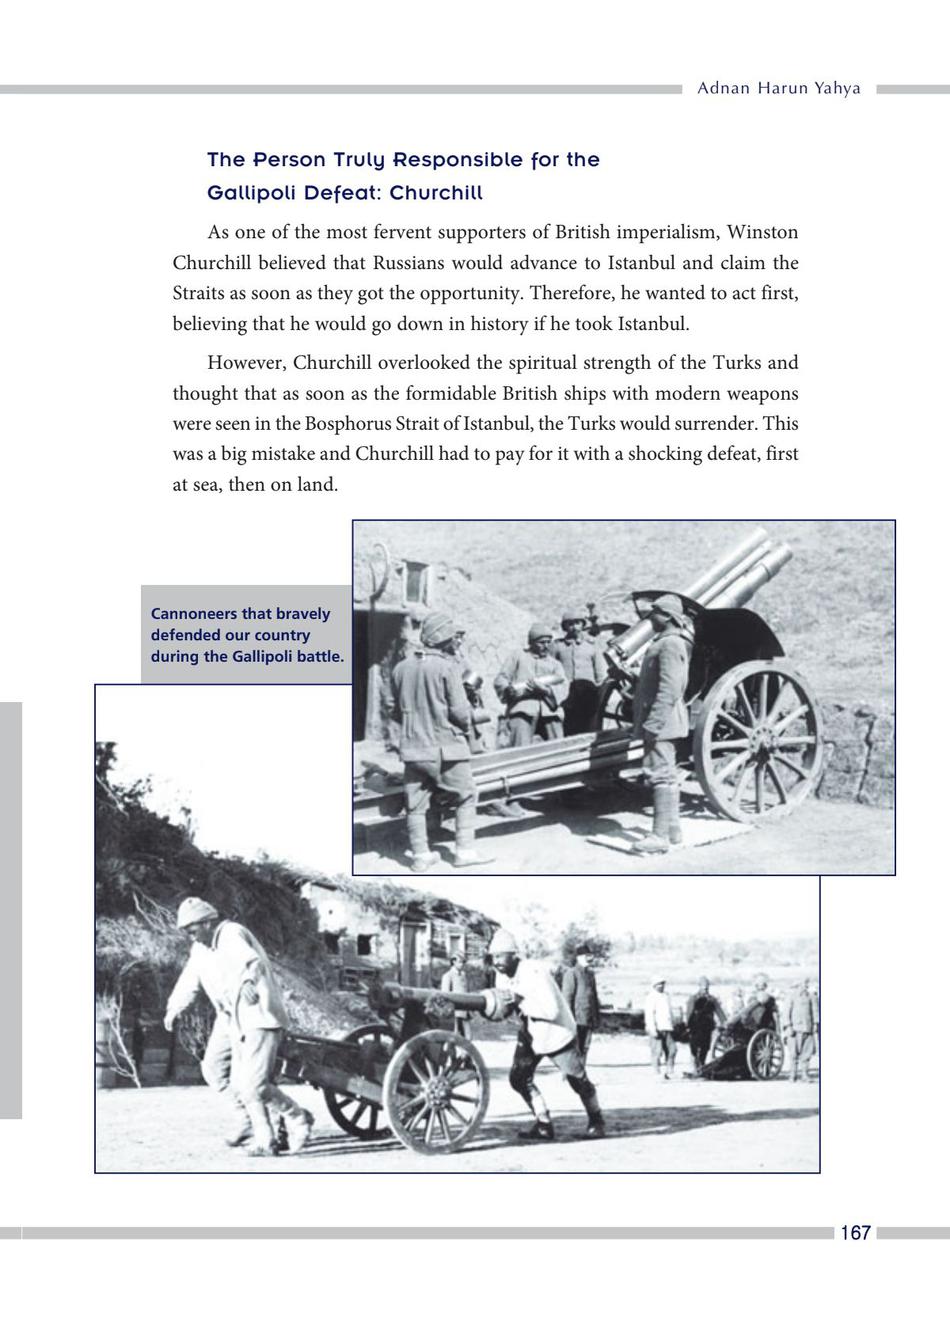 Adnan Harun Yahya
The Person Truly Responsible for the
Gallipoli Defeat: Churchill
As one of the most fervent supporters of British imperialism, Winston
Churchill believed that Russians would advance to Istanbul and claim the
Straits as soon as they got the opportunity. Therefore, he wanted to act first,
believing that he would go down in history if he took Istanbul.
However, Churchill overlooked the spiritual strength of the Turks and
thought that as soon as the formidable British ships with modern weapons
were seen in the Bosphorus Strait of Istanbul, the Turks would surrender. This
was a big mistake and Churchill had to pay for it with a shocking defeat, first
at sea, then on land.
Cannoneers that bravely
defended our country
during the Gallipoli battle.
167